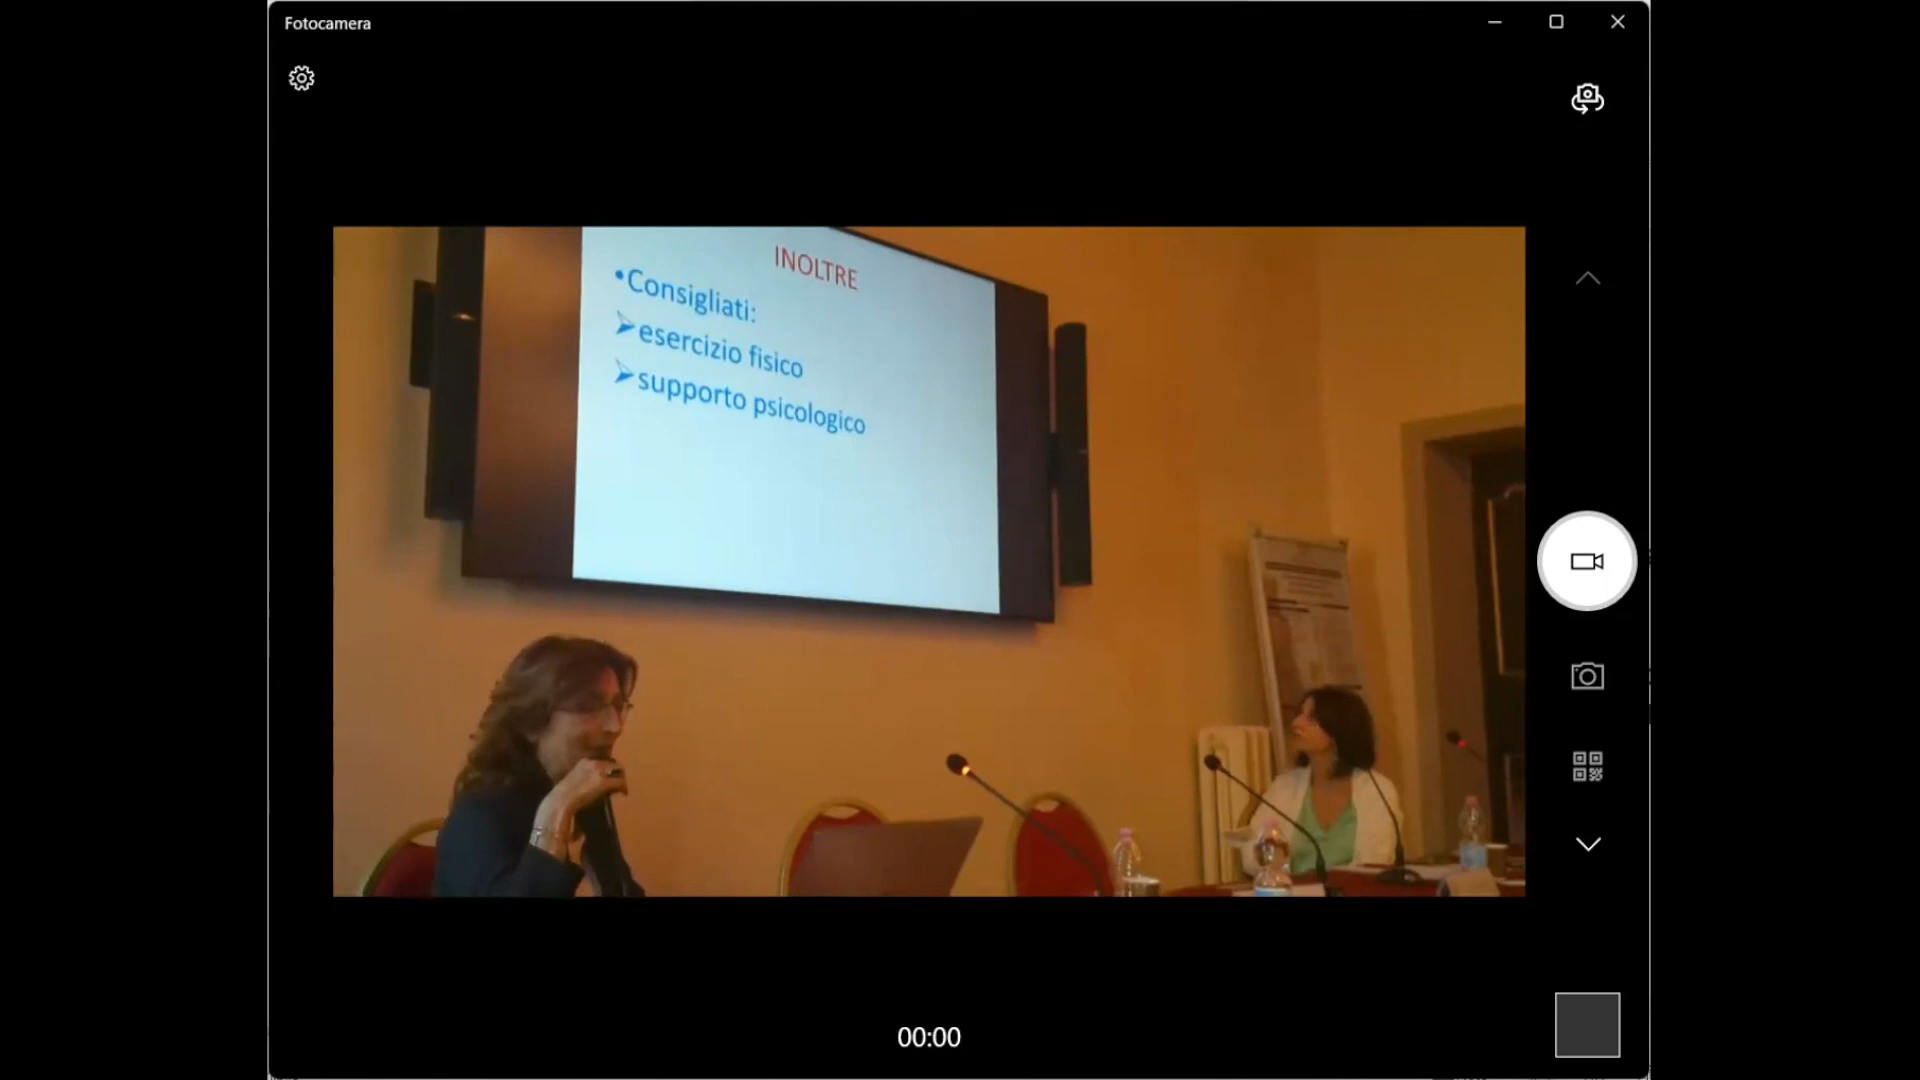 Fotocamera
INOLTRE
•Consigliati:
➢esercizio fisico
➢supporto psicologico
00:00